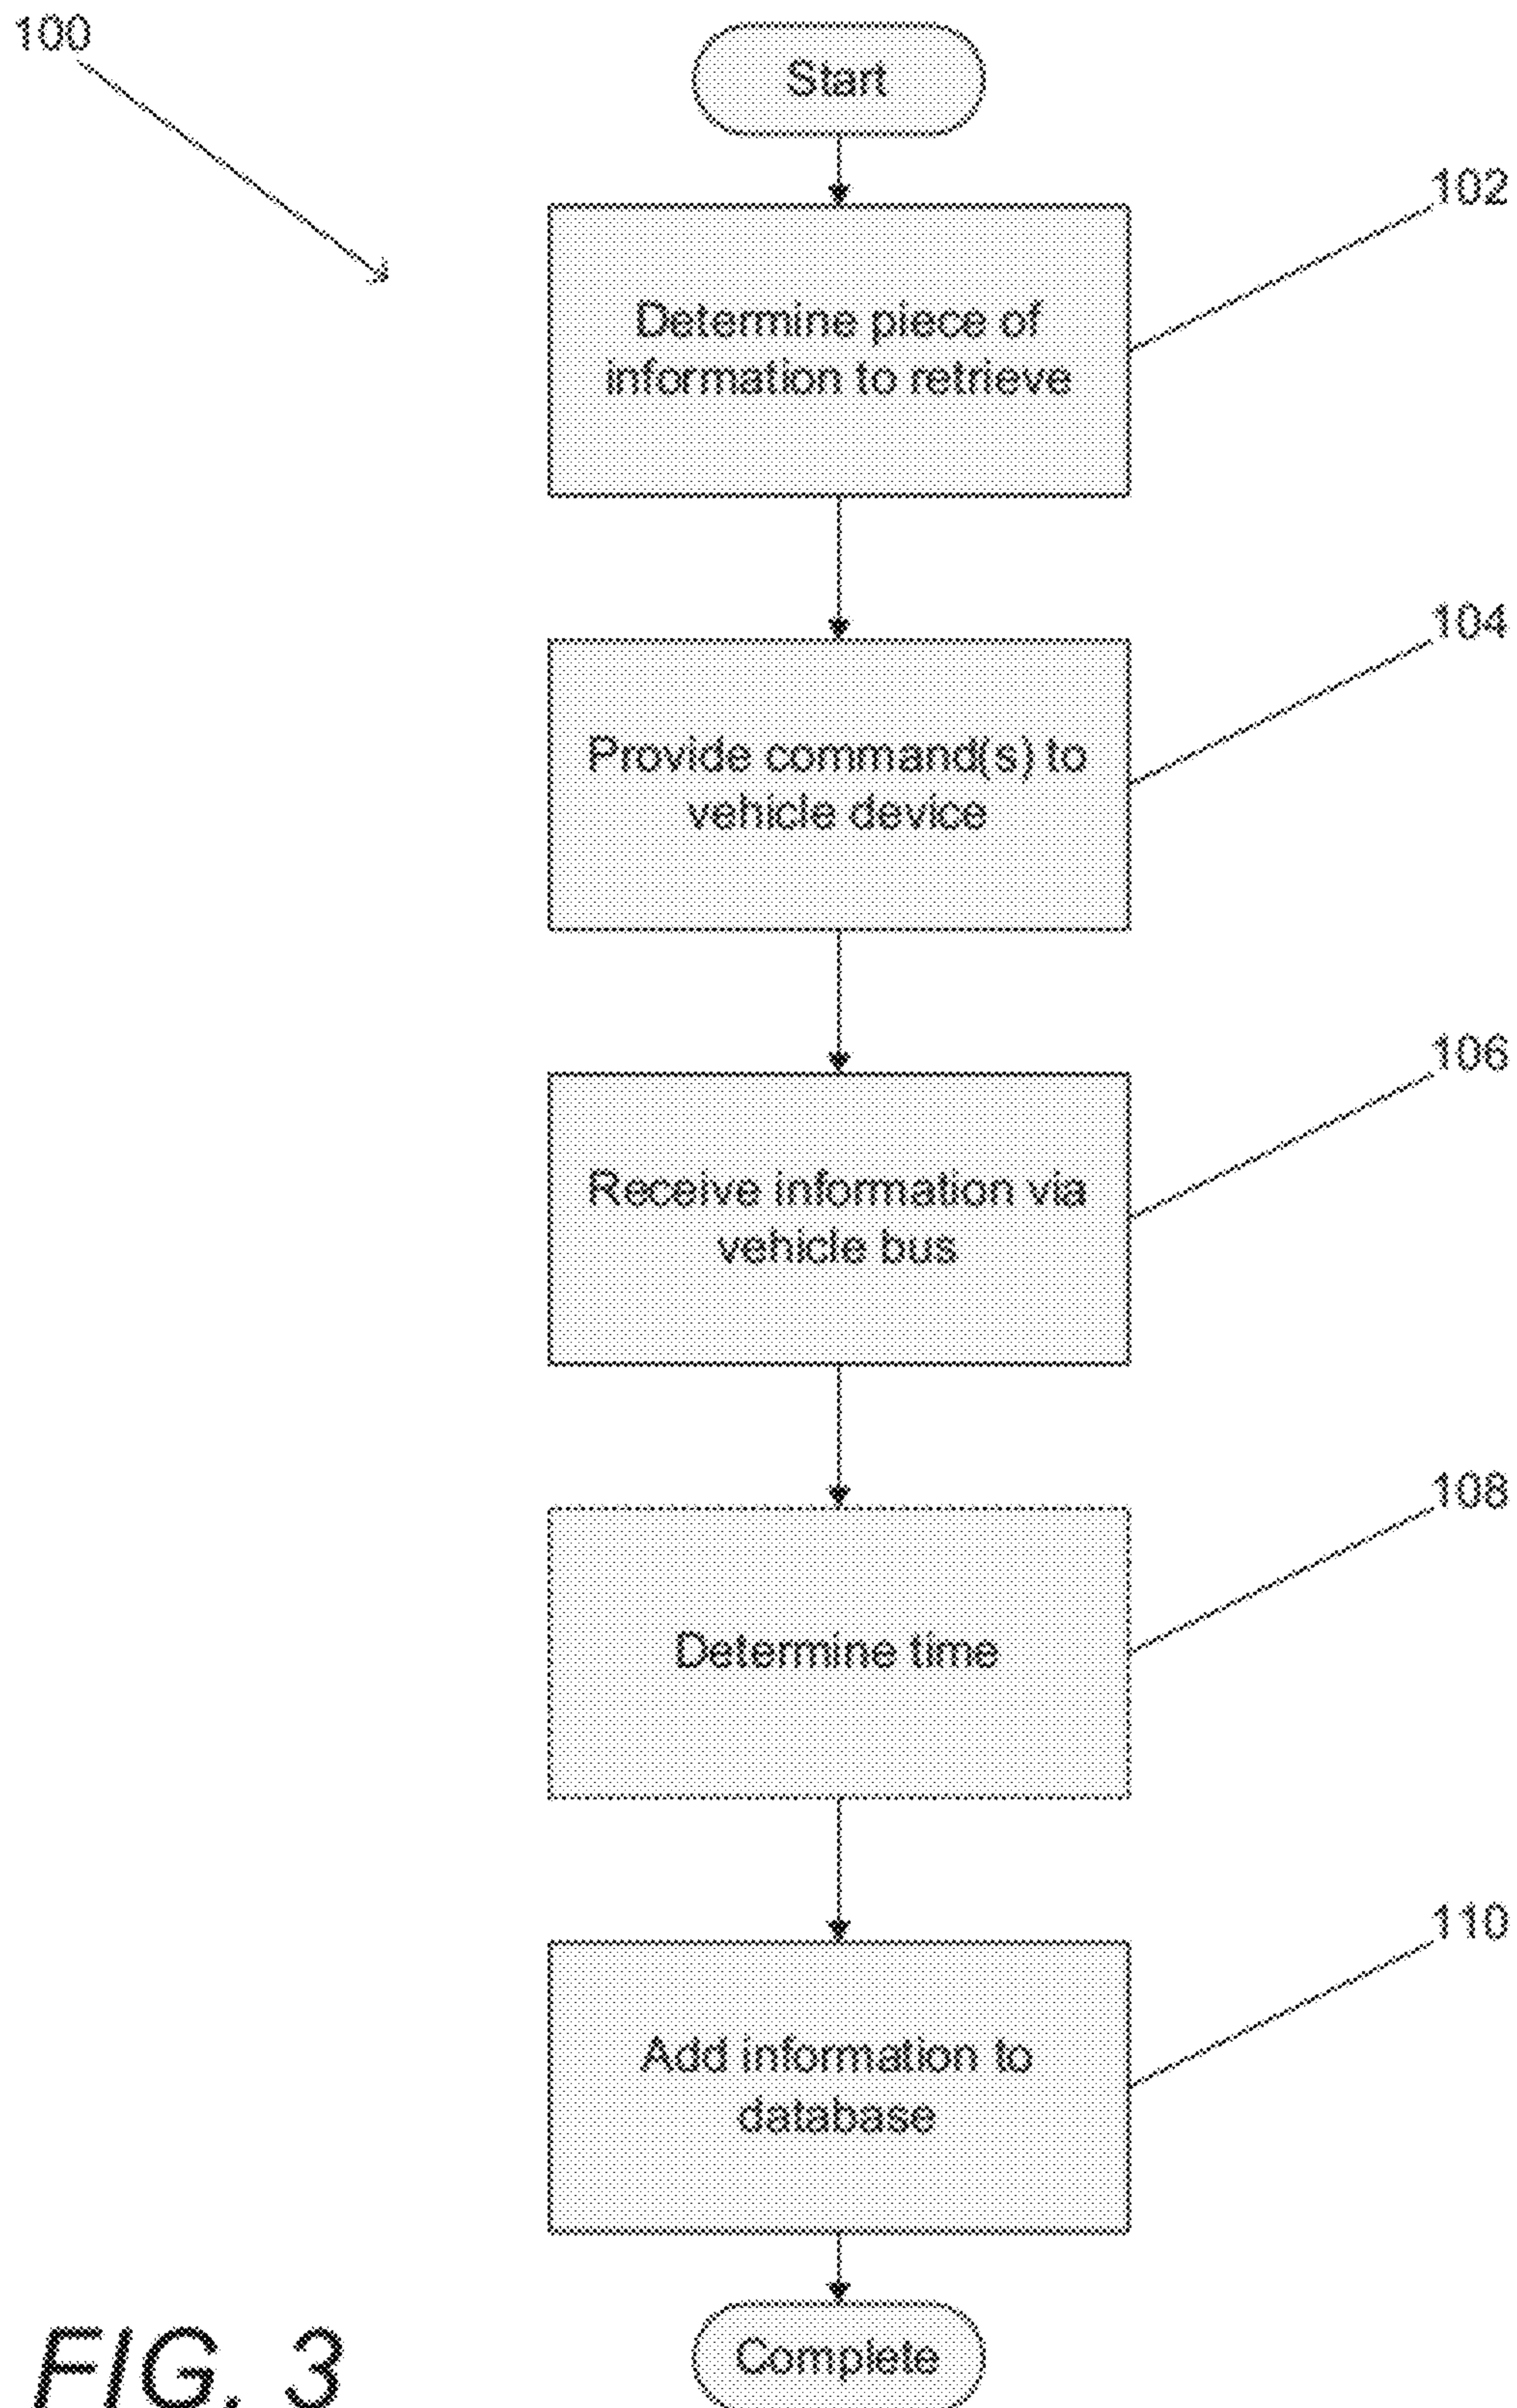 100
Start
102
Determine piece of
information to retrieve
104
Provide command(s) to
vehicle device
106
Receive information via
vehicle bus
108
Determine time
110
Add information to
database
Complete
FIG. 3